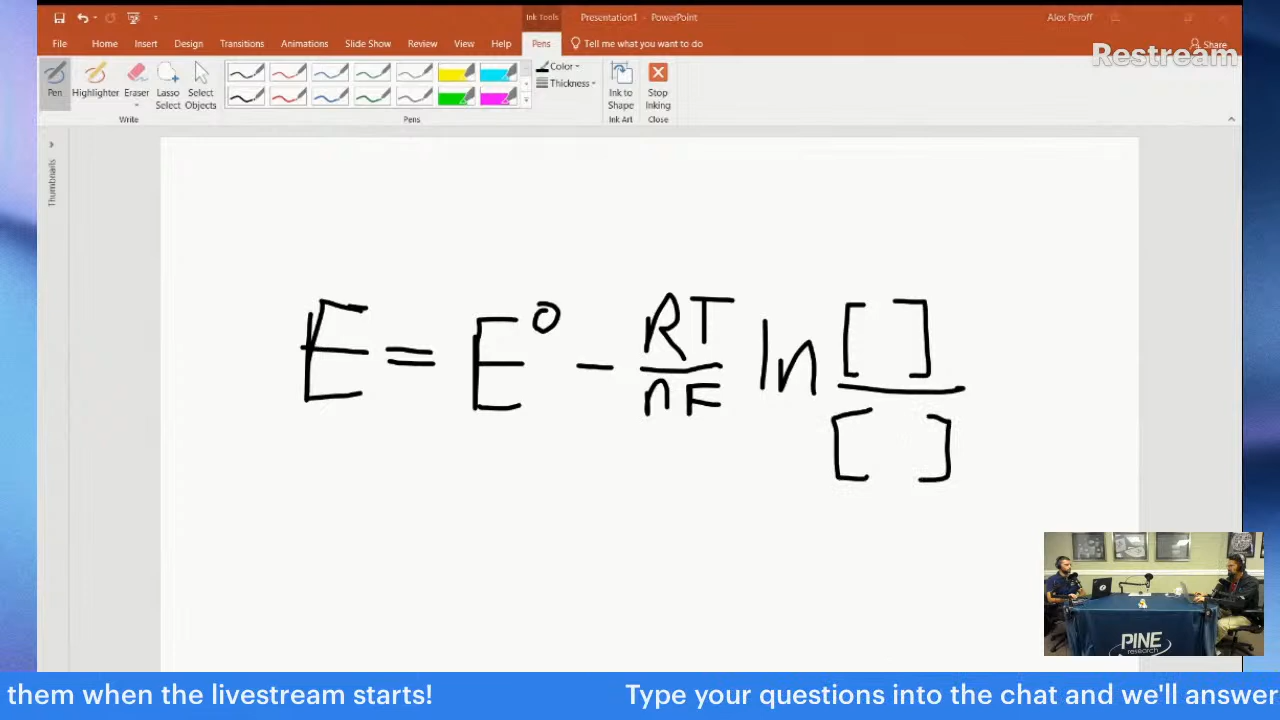 Ink Tools
Presentation1 - PowerPoint
Alex Peroff
File
Home
Insert
Design
Transitions
Animations
Slide Show
Review
View
Help
Pens
Tell me what you want to do
Share
Restream
Pen
Highlighter
Eraser
Lasso
Select
Select
Objects
Color
Thickness
Ink to
Shape
Stop
Inking
Write
Pens
Ink Art
Close
Thumbnails
E = E⁰ - RT/nF ln [ ]/[ ]
PINE
research
them when the livestream starts!
Type your questions into the chat and we'll answer